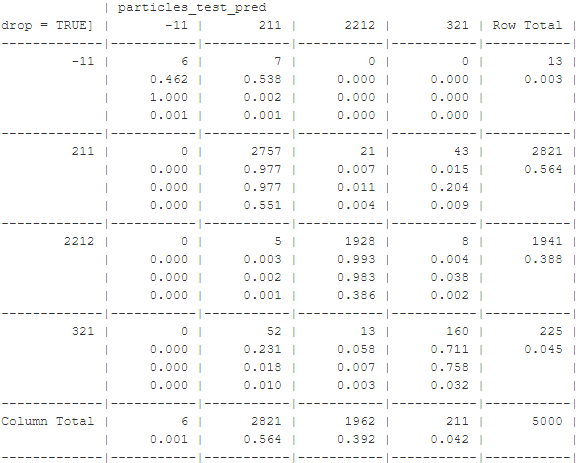 | particles_test_pred
drop = TRUE] | -11 | 211 | 2212 | 321 | Row Total |
-------------|-----------|-----------|-----------|-----------|-----------|
-11 | 6 | 7 | 0 | 0 | 13 |
| 0.462 | 0.538 | 0.000 | 0.000 | 0.003 |
| 1.000 | 0.002 | 0.000 | 0.000 | |
| 0.001 | 0.001 | 0.000 | 0.000 | |
-------------|-----------|-----------|-----------|-----------|-----------|
211 | 0 | 2757 | 21 | 43 | 2821 |
| 0.000 | 0.977 | 0.007 | 0.015 | 0.564 |
| 0.000 | 0.977 | 0.011 | 0.204 | |
| 0.000 | 0.551 | 0.004 | 0.009 | |
-------------|-----------|-----------|-----------|-----------|-----------|
2212 | 0 | 5 | 1928 | 8 | 1941 |
| 0.000 | 0.003 | 0.993 | 0.004 | 0.388 |
| 0.000 | 0.002 | 0.983 | 0.038 | |
| 0.000 | 0.001 | 0.386 | 0.002 | |
-------------|-----------|-----------|-----------|-----------|-----------|
321 | 0 | 52 | 13 | 160 | 225 |
| 0.000 | 0.231 | 0.058 | 0.711 | 0.045 |
| 0.000 | 0.018 | 0.007 | 0.758 | |
| 0.000 | 0.010 | 0.003 | 0.032 | |
-------------|-----------|-----------|-----------|-----------|-----------|
Column Total | 6 | 2821 | 1962 | 211 | 5000 |
| 0.001 | 0.564 | 0.392 | 0.042 | |
-------------|-----------|-----------|-----------|-----------|-----------|